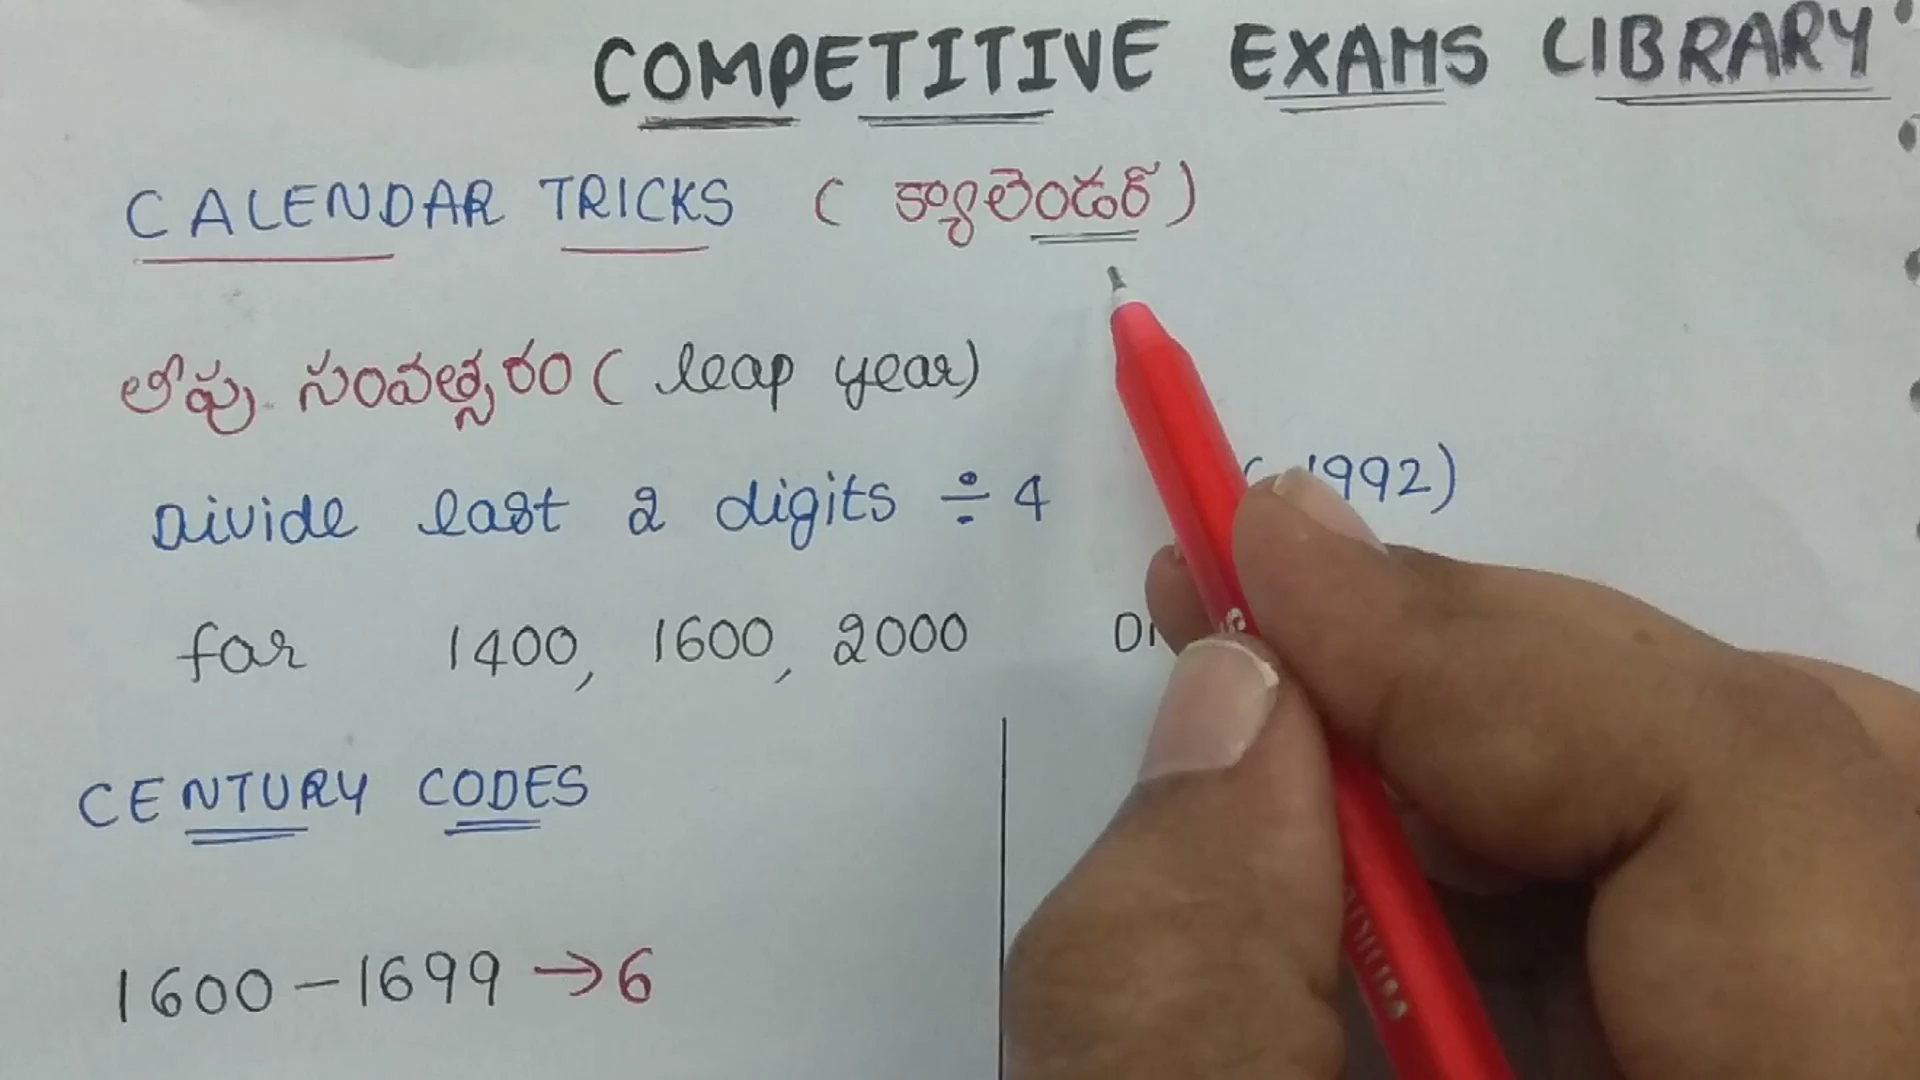 COMPETITIVE EXAMS LIBRARY
CALENDAR TRICKS ( క్యాలెండర్ )
లీపు సంవత్సరం ( leap year)
Divide last 2 digits ÷ 4 ( 1992)
for 1400, 1600, 2000
CENTURY CODES
1600 - 1699 → 6